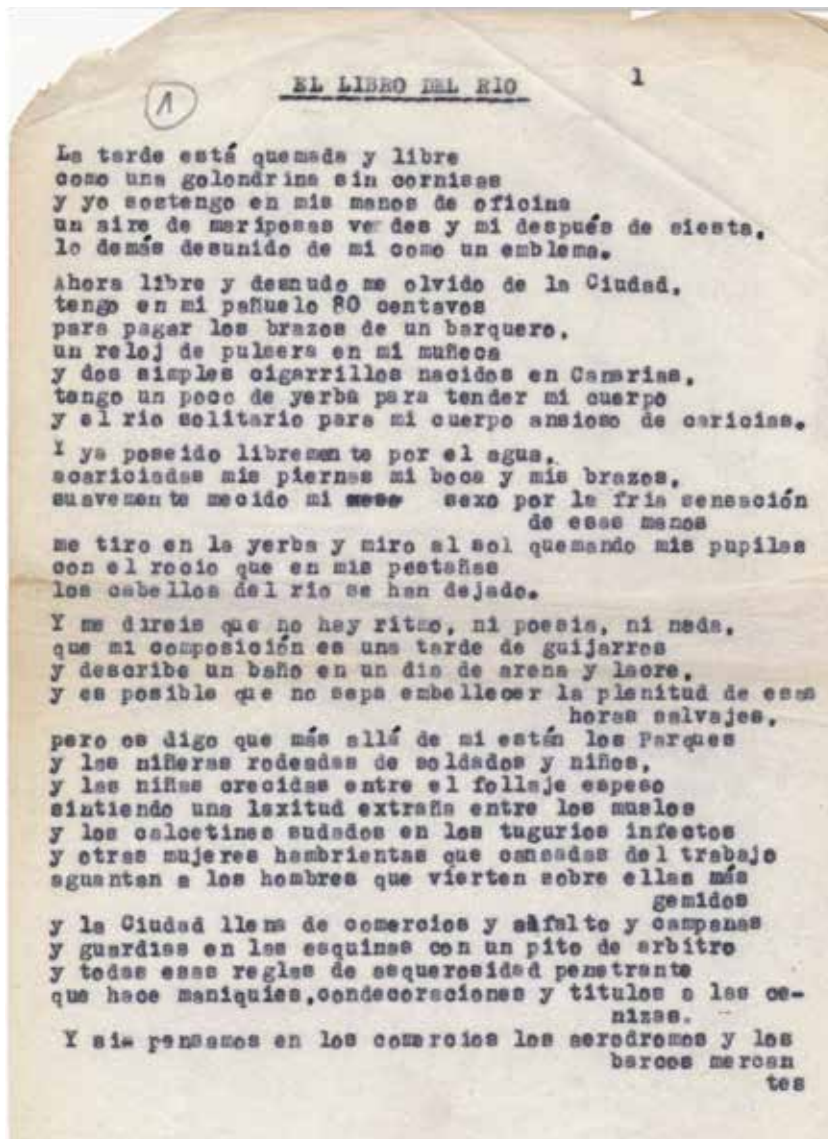 EL LIBRO DEL RIO
1
1
La tarde está quemada y libre
como una golondrina sin cornisas
y yo sostengo en mis manos de oficina
un aire de mariposas verdes y mi después de siesta,
lo demás desunido de mi como un emblema.
Ahora libre y desnudo me olvido de la Ciudad,
tengo en mi pañuelo 80 centavos
para pagar los brazos de un barquero,
un reloj de pulsera en mi muñeca
y dos simples cigarrillos nacidos en Canarias,
tengo un poco de yerba para tender mi cuerpo
y el rio solitario para mi cuerpo ansioso de caricias.
Y ya poseido libremente por el agua,
acariciadas mis piernas mi boca y mis brazos,
suavemente mecido mi sexo por la fria sensación
de esas manos
me tiro en la yerba y miro al sol quemando mis pupilas
con el rocio que en mis pestañas
los cabellos del rio se han dejado.
Y me direis que no hay ritmo, ni poesia, ni nada,
que mi composición es una tarde de guijarros
y describe un baño en un dia de arena y lacre,
y es posible que no sepa embellecer la plenitud de esas
horas salvajes,
pero os digo que más allá de mi están los Parques
y las niñeras rodeadas de soldados y niños,
y las niñas crecidas entre el follaje espeso
sintiendo una laxitud extraña entre los muslos
y los calcetines sudados en los tugurios infectos
y otras mujeres hambrientas que cansadas del trabajo
aguantan a los hombres que vierten sobre ellas más
gemidos
y la Ciudad llena de comercios y asfalto y campanas
y guardias en las esquinas con un pito de arbitro
y todas esas reglas de asquerosidad penetrante
que hace maniquies,condecoraciones y titulos a las ce-
nizas.
Y si pensamos en los comercios los aerodromos y los
barcos mercan
tes